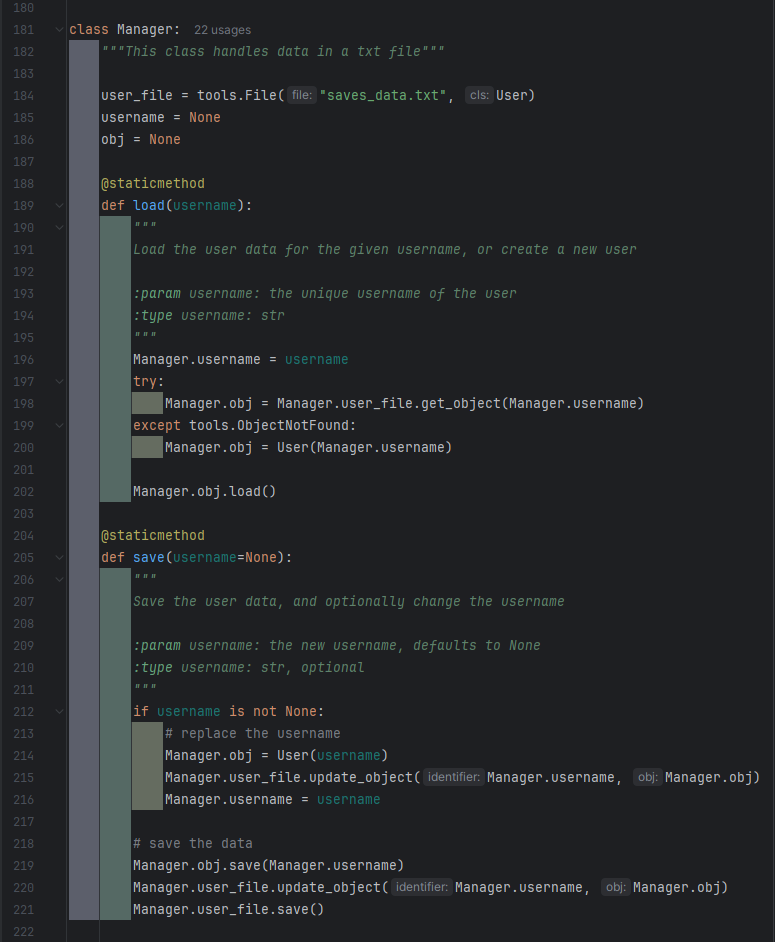 180
181 class Manager: 22 usages
182 """This class handles data in a txt file"""
183
184 user_file = tools.File( file: "saves_data.txt", cls: User)
185 username = None
186 obj = None
187
188 @staticmethod
189 def load(username):
190 """
191 Load the user data for the given username, or create a new user
192
193 :param username: the unique username of the user
194 :type username: str
195 """
196 Manager.username = username
197 try:
198 Manager.obj = Manager.user_file.get_object(Manager.username)
199 except tools.ObjectNotFound:
200 Manager.obj = User(Manager.username)
201
202 Manager.obj.load()
203
204 @staticmethod
205 def save(username=None):
206 """
207 Save the user data, and optionally change the username
208
209 :param username: the new username, defaults to None
210 :type username: str, optional
211 """
212 if username is not None:
213 # replace the username
214 Manager.obj = User(username)
215 Manager.user_file.update_object( identifier: Manager.username, obj: Manager.obj)
216 Manager.username = username
217
218 # save the data
219 Manager.obj.save(Manager.username)
220 Manager.user_file.update_object( identifier: Manager.username, obj: Manager.obj)
221 Manager.user_file.save()
222